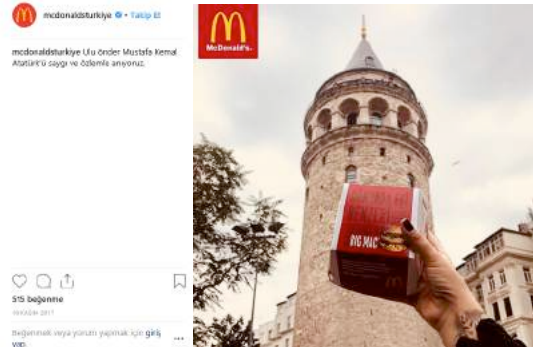 mcdonaldsturkiye • Takip Et
mcdonaldsturkiye Ulu önder Mustafa Kemal
Atatürk'ü saygı ve özlemle anıyoruz.
515 beğenme
Beğenmek veya yorum yapmak için giriş
yap.
McDonald's
BIG MAC